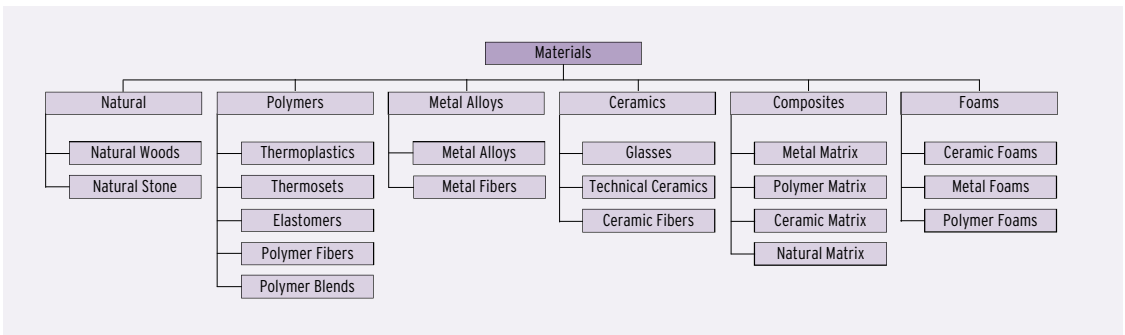 Materials
Natural
Polymers
Metal Alloys
Ceramics
Composites
Foams
Natural Woods
Natural Stone
Thermoplastics
Thermosets
Elastomers
Polymer Fibers
Polymer Blends
Metal Alloys
Metal Fibers
Glasses
Technical Ceramics
Ceramic Fibers
Metal Matrix
Polymer Matrix
Ceramic Matrix
Natural Matrix
Ceramic Foams
Metal Foams
Polymer Foams